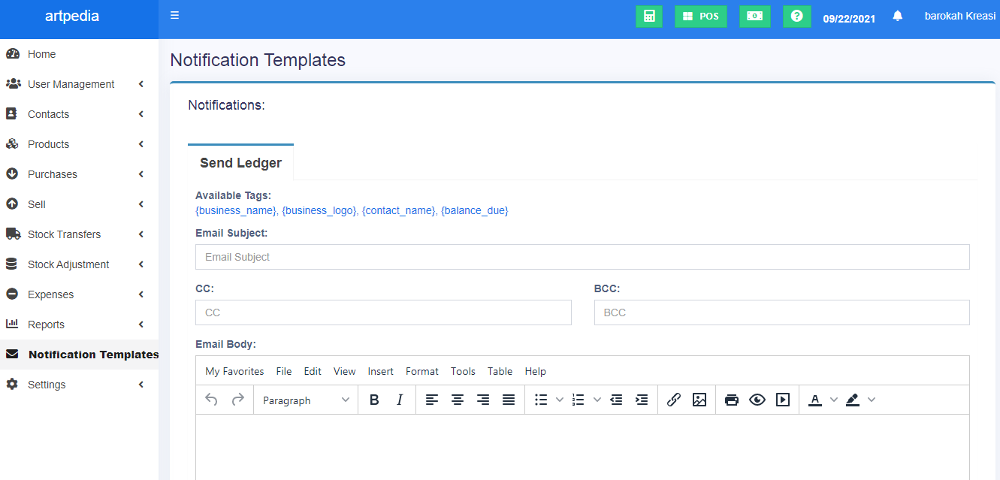 artpedia
POS
09/22/2021
barokah Kreasi
Home
User Management
Contacts
Products
Purchases
Sell
Stock Transfers
Stock Adjustment
Expenses
Reports
Notification Templates
Settings
Notification Templates
Notifications:
Send Ledger
Available Tags:
{business_name}, {business_logo}, {contact_name}, {balance_due}
Email Subject:
Email Subject
CC:
BCC:
CC
BCC
Email Body:
My Favorites File Edit View Insert Format Tools Table Help
Paragraph B I A